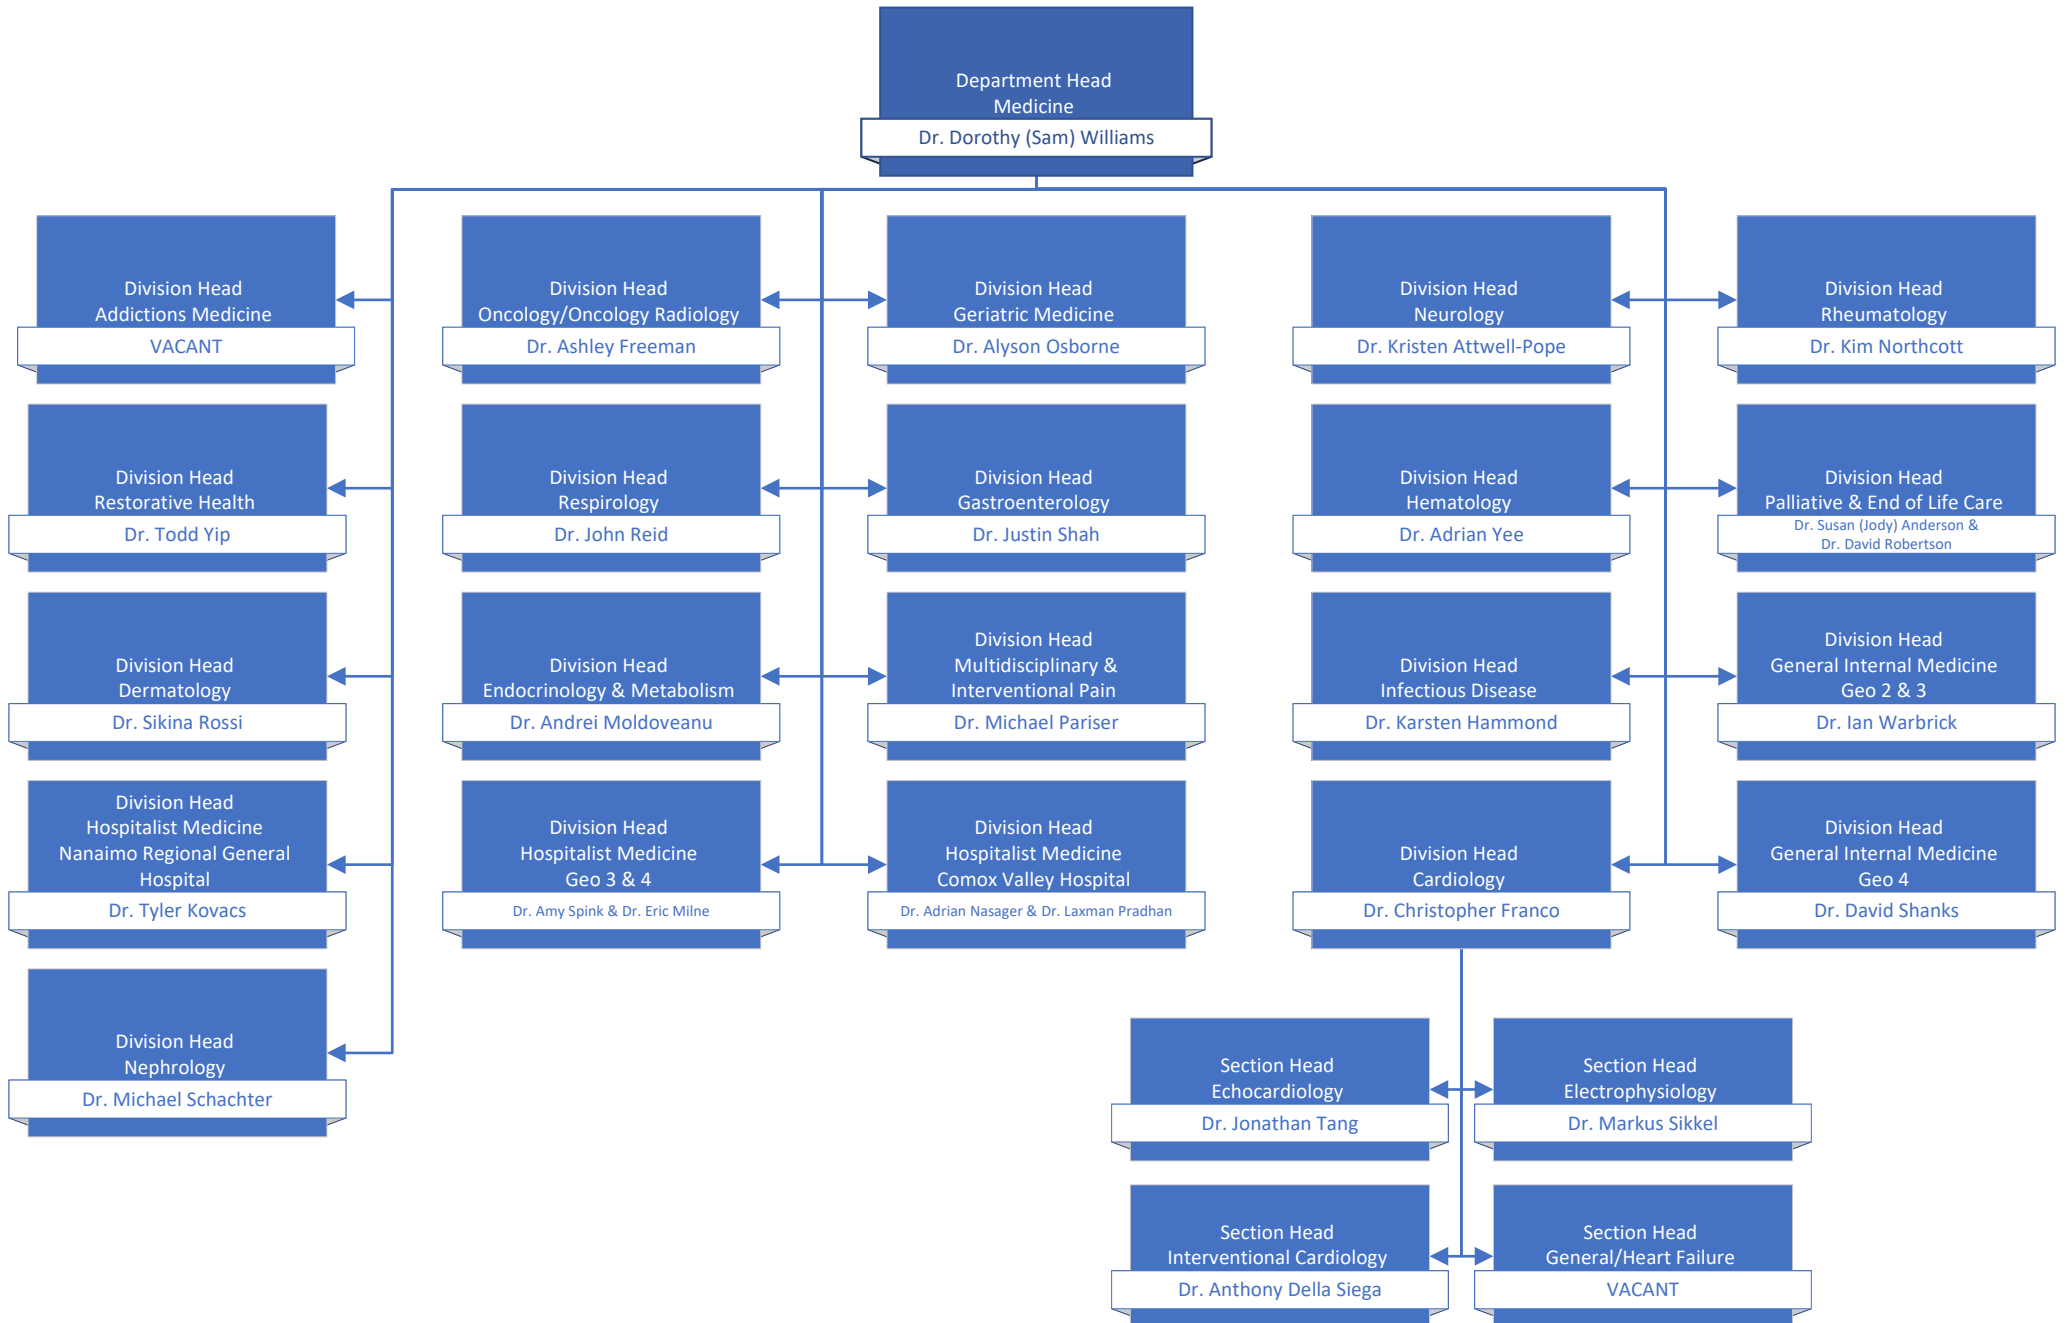 Department Head
Medicine
Dr. Dorothy (Sam) Williams
Division Head
Addictions Medicine
VACANT
Division Head
Oncology/Oncology Radiology
Dr. Ashley Freeman
Division Head
Geriatric Medicine
Dr. Alyson Osborne
Division Head
Neurology
Dr. Kristen Attwell-Pope
Division Head
Rheumatology
Dr. Kim Northcott
Division Head
Restorative Health
Dr. Todd Yip
Division Head
Respirology
Dr. John Reid
Division Head
Gastroenterology
Dr. Justin Shah
Division Head
Hematology
Dr. Adrian Yee
Division Head
Palliative & End of Life Care
Dr. Susan (Jody) Anderson &
Dr. David Robertson
Division Head
Dermatology
Dr. Sikina Rossi
Division Head
Endocrinology & Metabolism
Dr. Andrei Moldoveanu
Division Head
Multidisciplinary &
Interventional Pain
Dr. Michael Pariser
Division Head
Infectious Disease
Dr. Karsten Hammond
Division Head
General Internal Medicine
Geo 2 & 3
Dr. Ian Warbrick
Division Head
Hospitalist Medicine
Nanaimo Regional General
Hospital
Dr. Tyler Kovacs
Division Head
Hospitalist Medicine
Geo 3 & 4
Dr. Amy Spink & Dr. Eric Milne
Division Head
Hospitalist Medicine
Comox Valley Hospital
Dr. Adrian Nasager & Dr. Laxman Pradhan
Division Head
Cardiology
Dr. Christopher Franco
Division Head
General Internal Medicine
Geo 4
Dr. David Shanks
Division Head
Nephrology
Dr. Michael Schachter
Section Head
Echocardiology
Dr. Jonathan Tang
Section Head
Electrophysiology
Dr. Markus Sikkel
Section Head
Interventional Cardiology
Dr. Anthony Della Siega
Section Head
General/Heart Failure
VACANT